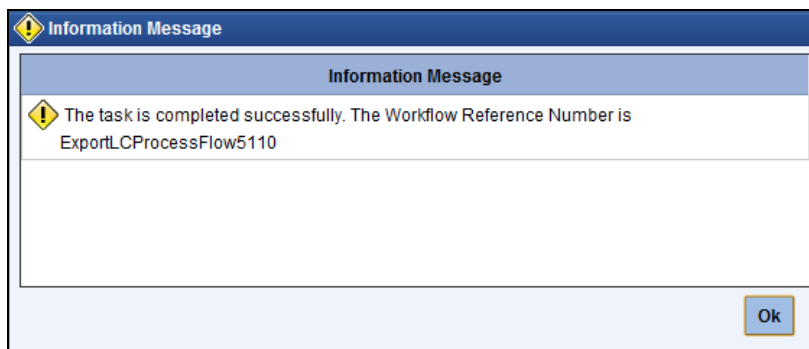 Information Message
Information Message
The task is completed successfully. The Workflow Reference Number is
ExportLCProcessFlow5110
Ok